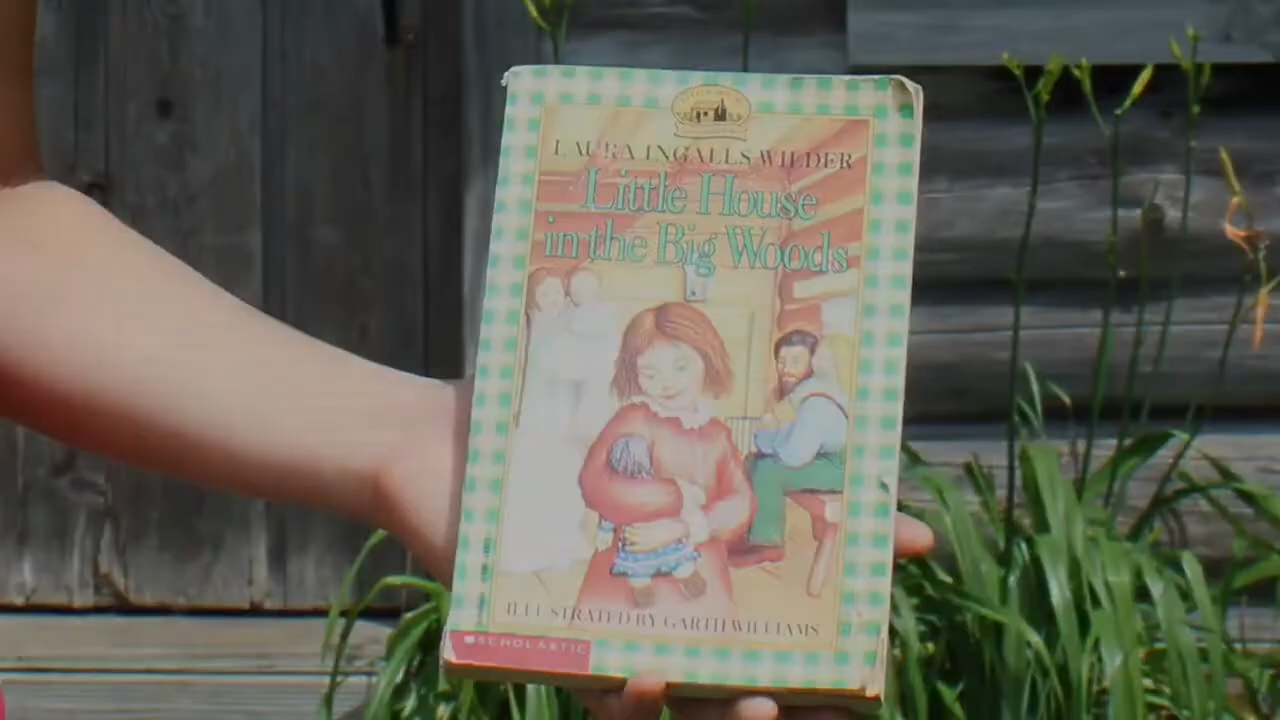 LAURA INGALLS WILDER
Little House
in the Big Woods
ILLUSTRATED BY GARTH WILLIAMS
SCHOLASTIC